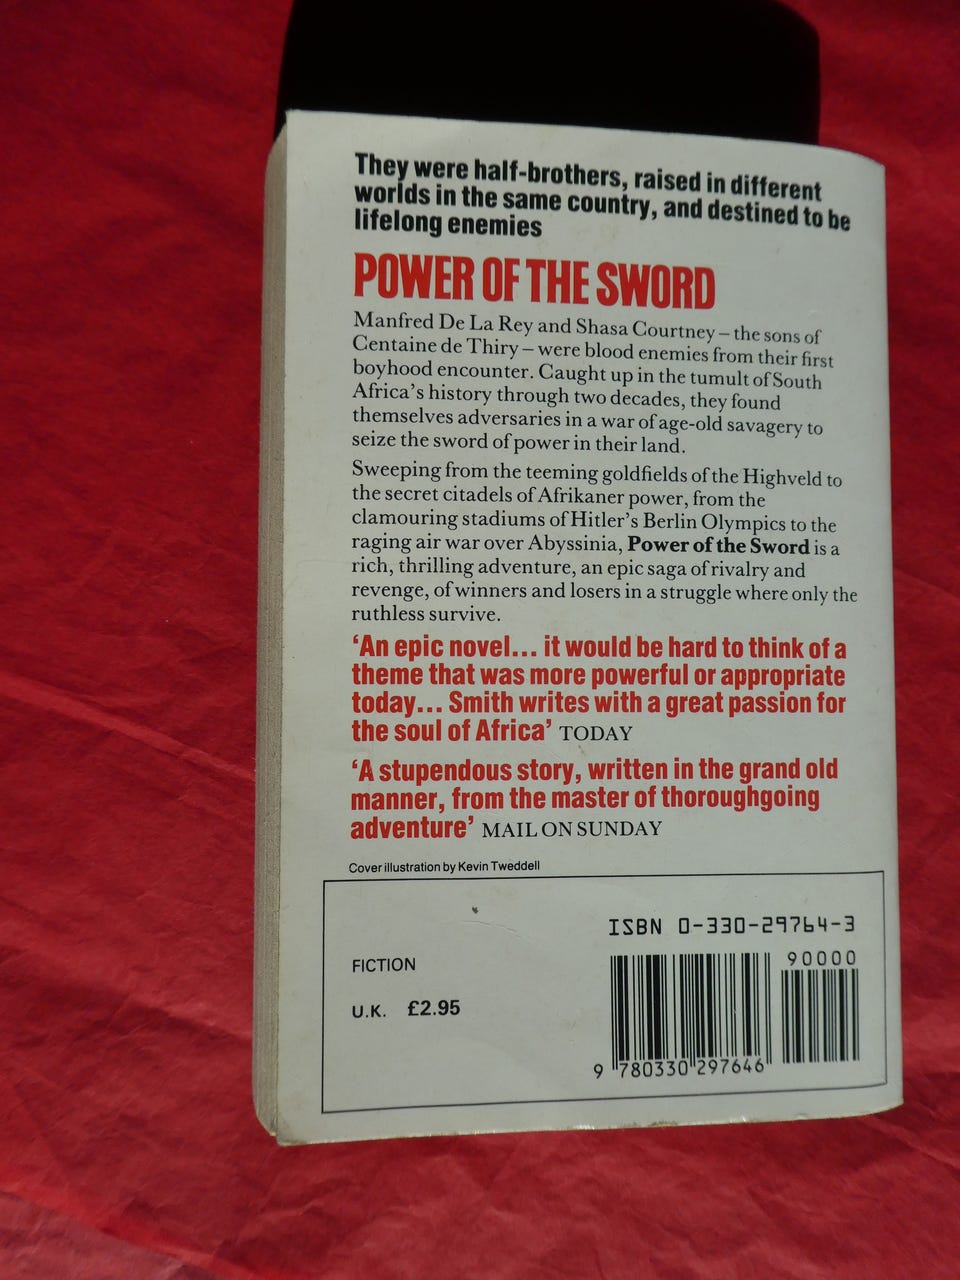 They were half-brothers, raised in different
worlds in the same country, and destined to be
lifelong enemies
POWER OF THE SWORD
Manfred De La Rey and Shasa Courtney – the sons of
Centaine de Thiry – were blood enemies from their first
boyhood encounter. Caught up in the tumult of South
Africa's history through two decades, they found
themselves adversaries in a war of age-old savagery to
seize the sword of power in their land.
Sweeping from the teeming goldfields of the Highveld to
the secret citadels of Afrikaner power, from the
clamouring stadiums of Hitler's Berlin Olympics to the
raging air war over Abyssinia, Power of the Sword is a
rich, thrilling adventure, an epic saga of rivalry and
revenge, of winners and losers in a struggle where only the
ruthless survive.
‘An epic novel... it would be hard to think of a
theme that was more powerful or appropriate
today... Smith writes with a great passion for
the soul of Africa’ TODAY
‘A stupendous story, written in the grand old
manner, from the master of thoroughgoing
adventure’ MAIL ON SUNDAY
Cover illustration by Kevin Tweddell
ISBN 0-330-29764-3
90000
FICTION
U.K. £2.95
9 780330 297646